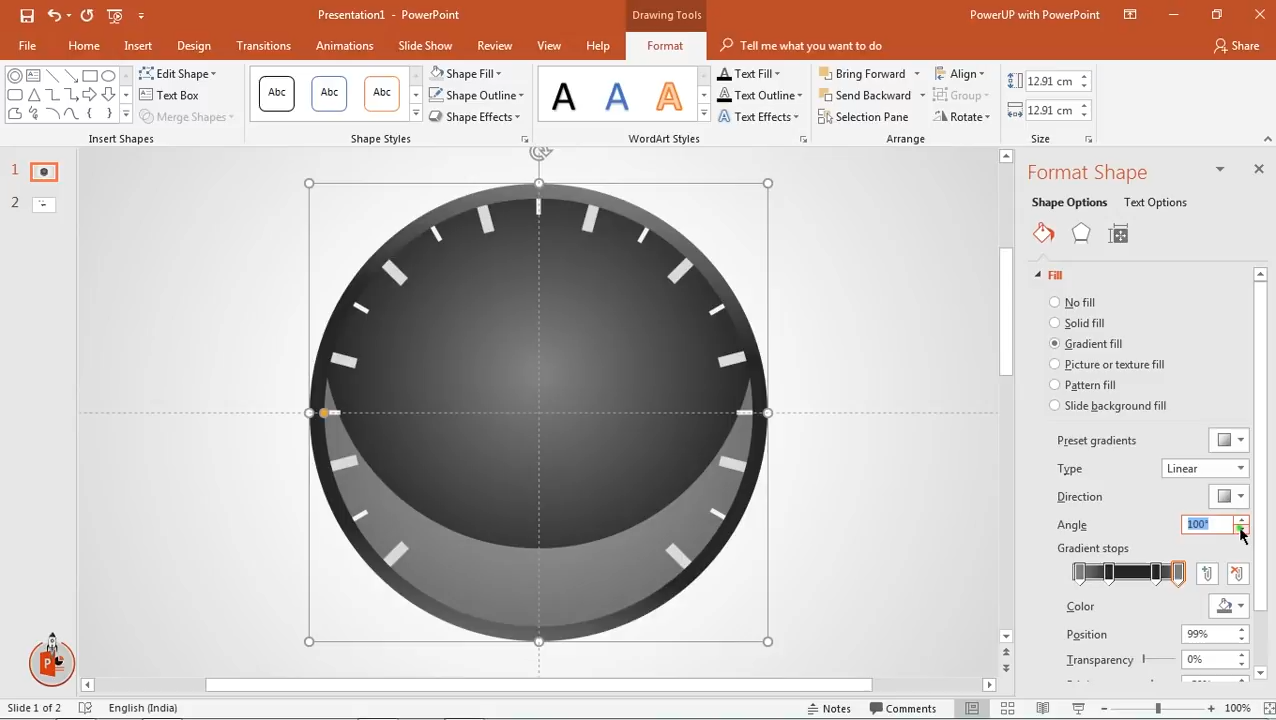 Presentation1 - PowerPoint
Drawing Tools
PowerUP with PowerPoint
File
Home
Insert
Design
Transitions
Animations
Slide Show
Review
View
Help
Format
Tell me what you want to do
Share
Edit Shape
Text Box
Merge Shapes
Insert Shapes
Abc
Abc
Abc
Shape Fill
Shape Outline
Shape Effects
Shape Styles
A
A
A
Text Fill
Text Outline
Text Effects
WordArt Styles
Bring Forward
Send Backward
Selection Pane
Align
Group
Rotate
Arrange
12.91 cm
12.91 cm
Size
1
2
Format Shape
Shape Options
Text Options
Fill
No fill
Solid fill
Gradient fill
Picture or texture fill
Pattern fill
Slide background fill
Preset gradients
Type
Linear
Direction
Angle
100°
Gradient stops
Color
Position
99%
Transparency
0%
P
Slide 1 of 2
English (India)
Notes
Comments
100%